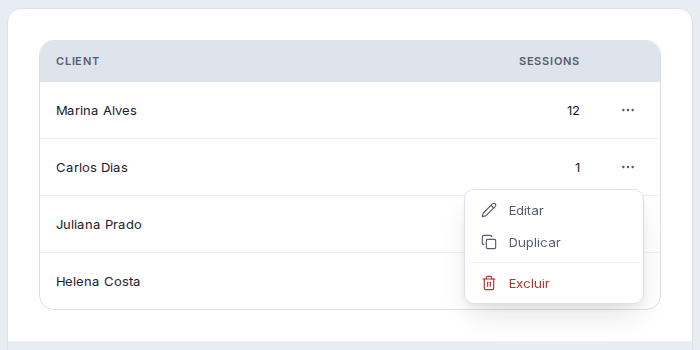 CLIENT SESSIONS
Marina Alves 12
Carlos Dias 1
Juliana Prado
Helena Costa
Editar
Duplicar
Excluir